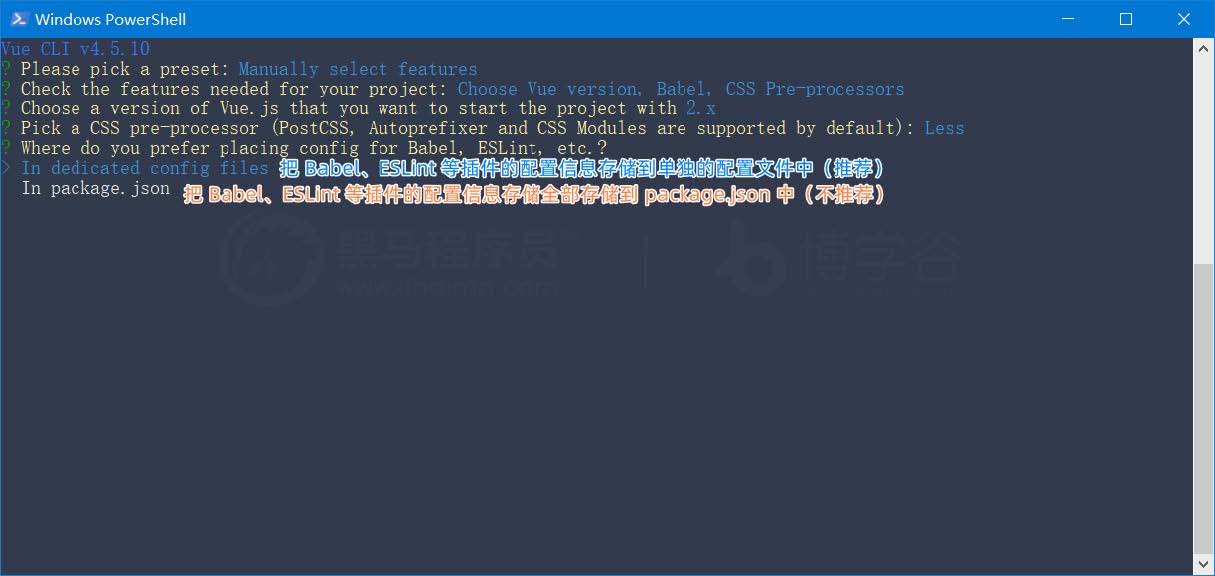 Windows PowerShell
Vue CLI v4.5.10
? Please pick a preset: Manually select features
? Check the features needed for your project: Choose Vue version, Babel, CSS Pre-processors
? Choose a version of Vue.js that you want to start the project with 2.x
? Pick a CSS pre-processor (PostCSS, Autoprefixer and CSS Modules are supported by default): Less
? Where do you prefer placing config for Babel, ESLint, etc.?
> In dedicated config files 把 Babel、ESLint 等插件的配置信息存储到单独的配置文件中（推荐）
In package.json 把 Babel、ESLint 等插件的配置信息存储全部存储到 package.json 中（不推荐）
黑马程序员 博学谷
www.itheima.com